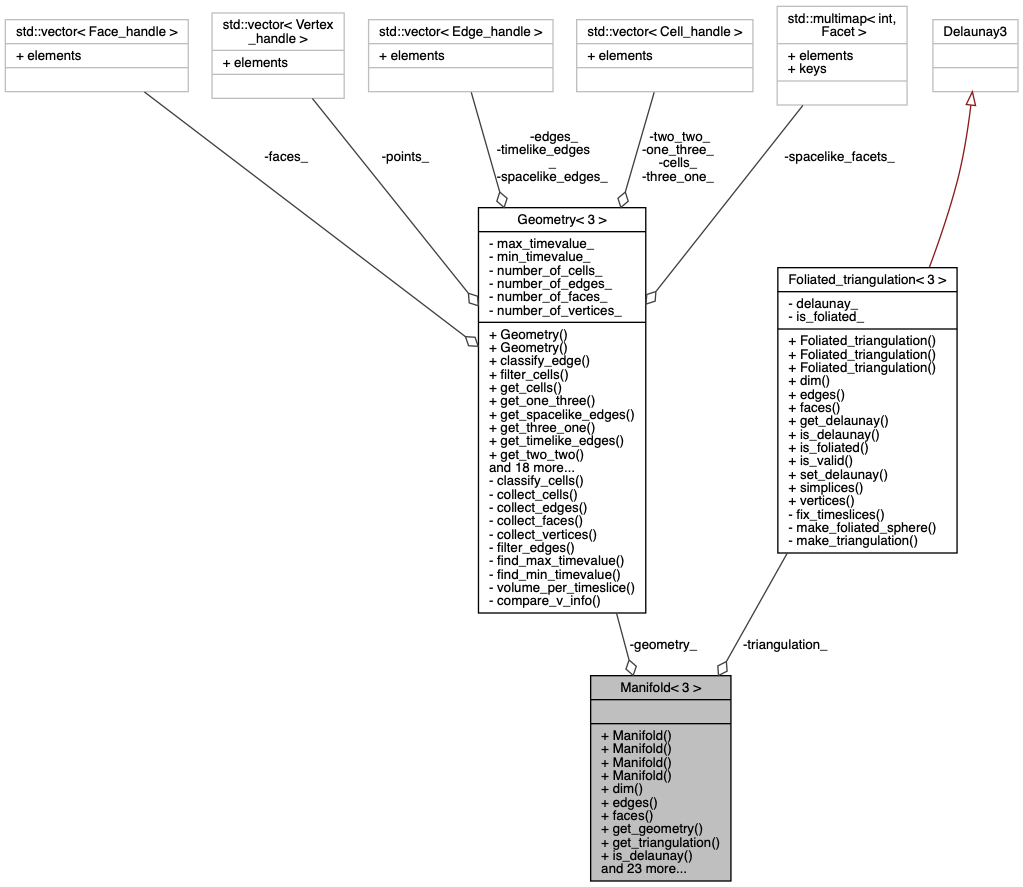 std::vector< Face_handle >
+ elements
std::vector< Vertex
_handle >
+ elements
std::vector< Edge_handle >
+ elements
std::vector< Cell_handle >
+ elements
std::multimap< int,
Facet >
+ elements
+ keys
Delaunay3
-faces_
-points_
-edges_
-timelike_edges
_
-spacelike_edges_
-two_two_
-one_three_
-cells_
-three_one_
-spacelike_facets_
Geometry< 3 >
- max_timevalue_
- min_timevalue_
- number_of_cells_
- number_of_edges_
- number_of_faces_
- number_of_vertices_
+ Geometry()
+ Geometry()
+ classify_edge()
+ filter_cells()
+ get_cells()
+ get_one_three()
+ get_spacelike_edges()
+ get_three_one()
+ get_timelike_edges()
+ get_two_two()
and 18 more...
- classify_cells()
- collect_cells()
- collect_edges()
- collect_faces()
- collect_vertices()
- filter_edges()
- find_max_timevalue()
- find_min_timevalue()
- volume_per_timeslice()
- compare_v_info()
Foliated_triangulation< 3 >
- delaunay_
- is_foliated_
+ Foliated_triangulation()
+ Foliated_triangulation()
+ Foliated_triangulation()
+ dim()
+ edges()
+ faces()
+ get_delaunay()
+ is_delaunay()
+ is_foliated()
+ is_valid()
+ set_delaunay()
+ simplices()
+ vertices()
- fix_timeslices()
- make_foliated_sphere()
- make_triangulation()
-geometry_
-triangulation_
Manifold< 3 >
+ Manifold()
+ Manifold()
+ Manifold()
+ Manifold()
+ dim()
+ edges()
+ faces()
+ get_geometry()
+ get_triangulation()
+ is_delaunay()
and 23 more...